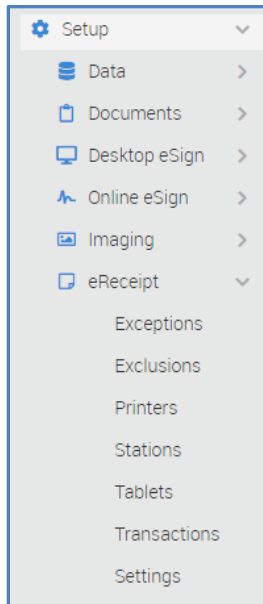 Setup
Data
Documents
Desktop eSign
Online eSign
Imaging
eReceipt
Exceptions
Exclusions
Printers
Stations
Tablets
Transactions
Settings